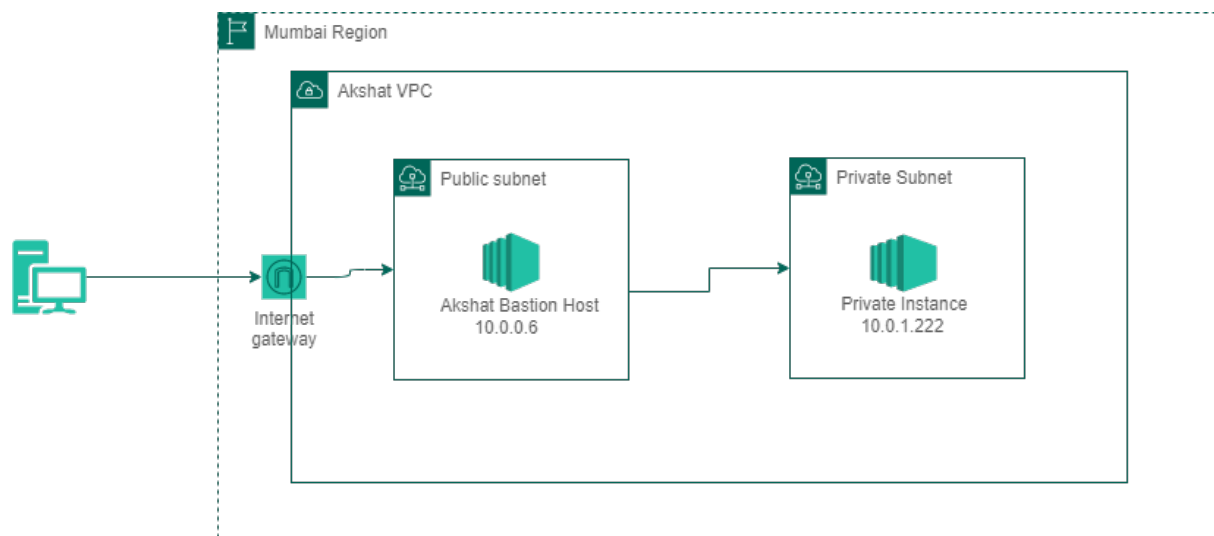 Mumbai Region
Akshat VPC
Public subnet
Akshat Bastion Host
10.0.0.6
Private Subnet
Private Instance
10.0.1.222
Internet
gateway